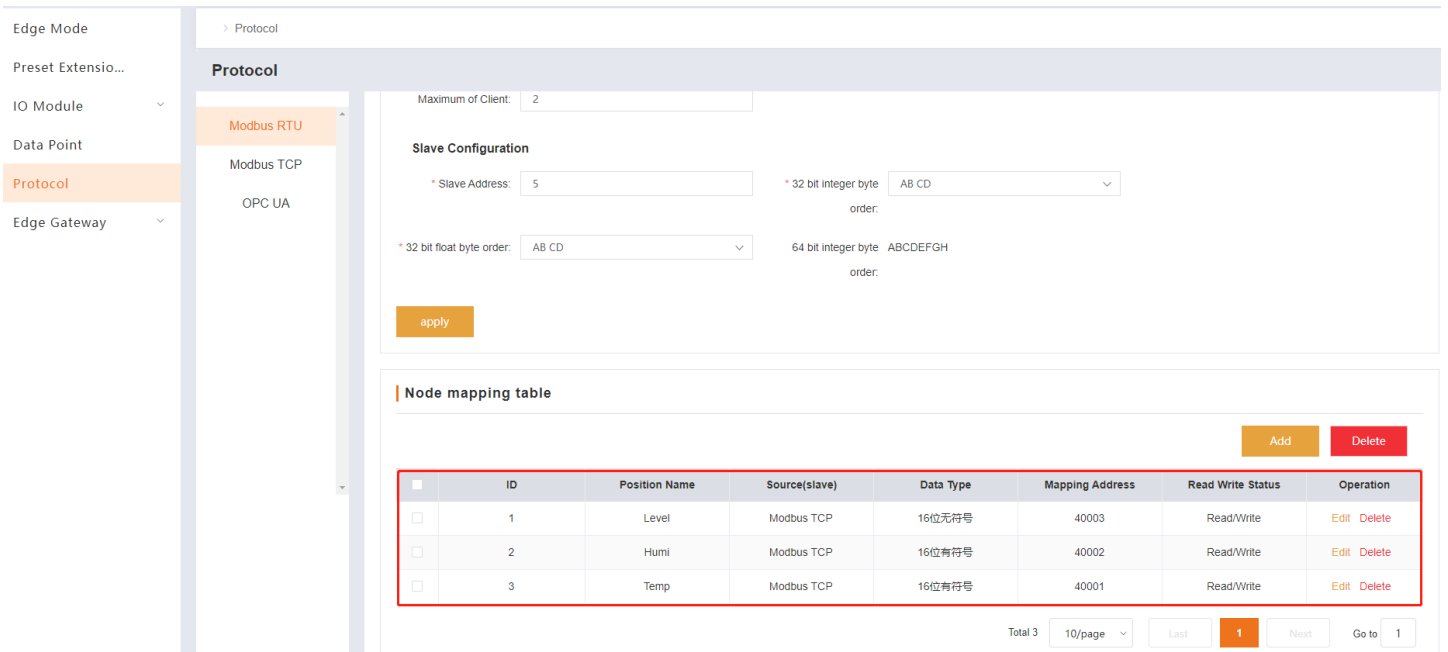 Edge Mode
Preset Extensio...
IO Module
Data Point
Protocol
Edge Gateway
> Protocol
Protocol
Modbus RTU
Modbus TCP
OPC UA
Maximum of Client: 2
Slave Configuration
* Slave Address: 5
* 32 bit integer byte order: AB CD
* 32 bit float byte order: AB CD
64 bit integer byte order: ABCDEFGH
apply
Node mapping table
Add Delete
ID Position Name Source(slave) Data Type Mapping Address Read Write Status Operation
1 Level Modbus TCP 16位无符号 40003 Read/Write Edit Delete
2 Humi Modbus TCP 16位有符号 40002 Read/Write Edit Delete
3 Temp Modbus TCP 16位有符号 40001 Read/Write Edit Delete
Total 3 10/page Last 1 Next Go to 1